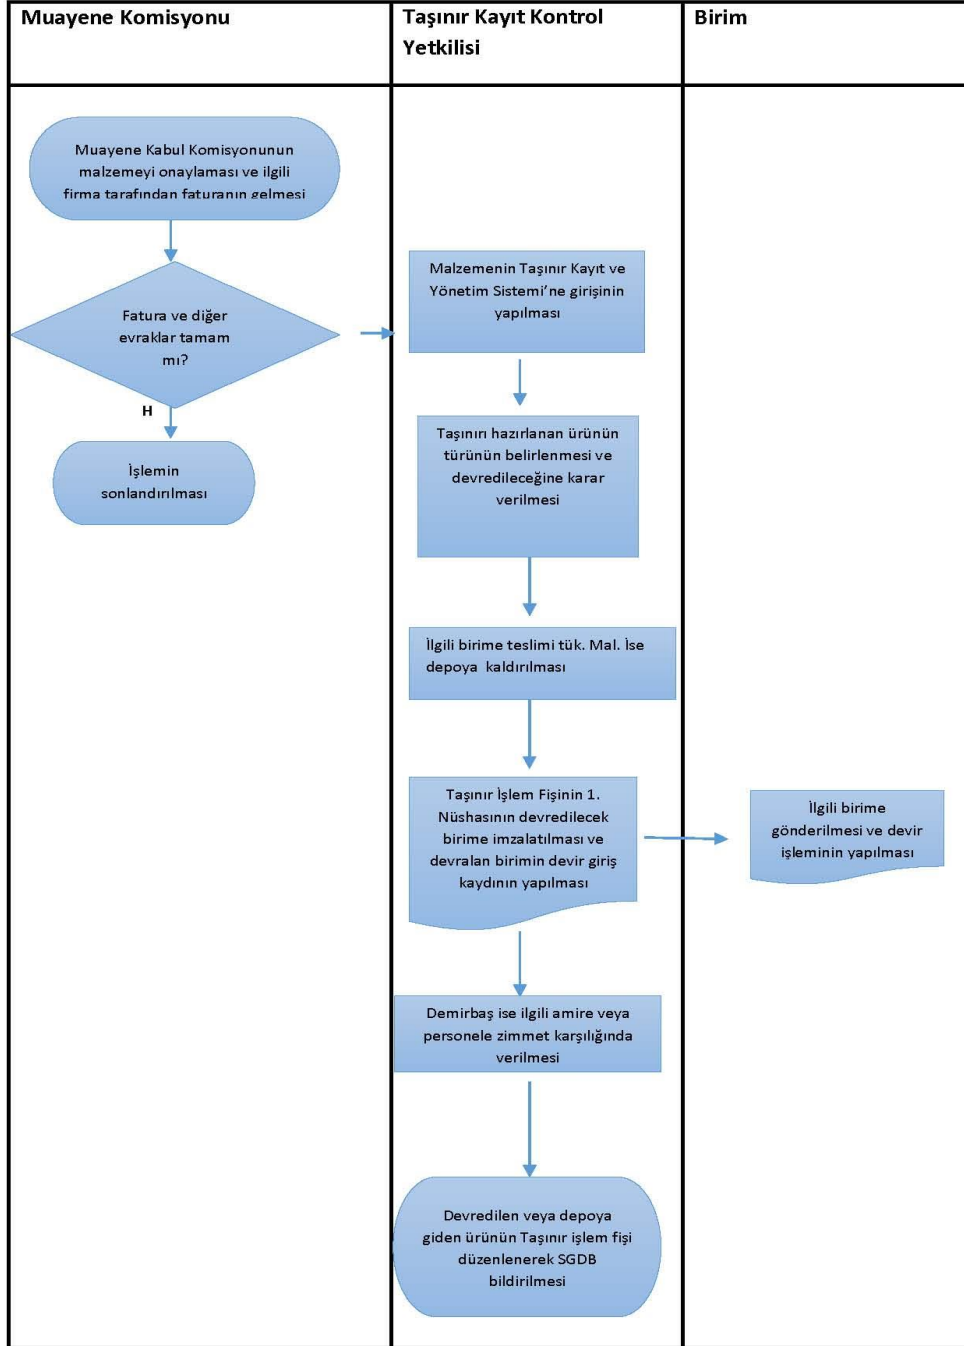 Muayene Komisyonu
Taşınır Kayıt Kontrol
Yetkilisi
Birim
Muayene Kabul Komisyonunun
malzemeyi onaylaması ve ilgili
firma tarafından faturanın gelmesi
Fatura ve diğer
evraklar tamam
mı?
H
İşlemin
sonlandırılması
Malzemenin Taşınır Kayıt ve
Yönetim Sistemi'ne girişinin
yapılması
Taşınırı hazırlanan ürünün
türünün belirlenmesi ve
devredileceğine karar
verilmesi
İlgili birime teslimi tük. Mal. İse
depoya kaldırılması
Taşınır İşlem Fişinin 1.
Nüshasının devredilecek
birime imzalatılması ve
devralan birimin devir giriş
kaydının yapılması
İlgili birime
gönderilmesi ve devir
işleminin yapılması
Demirbaş ise ilgili amire veya
personele zimmet karşılığında
verilmesi
Devredilen veya depoya
giden ürünün Taşınır işlem fişi
düzenlenerek SGDB
bildirilmesi